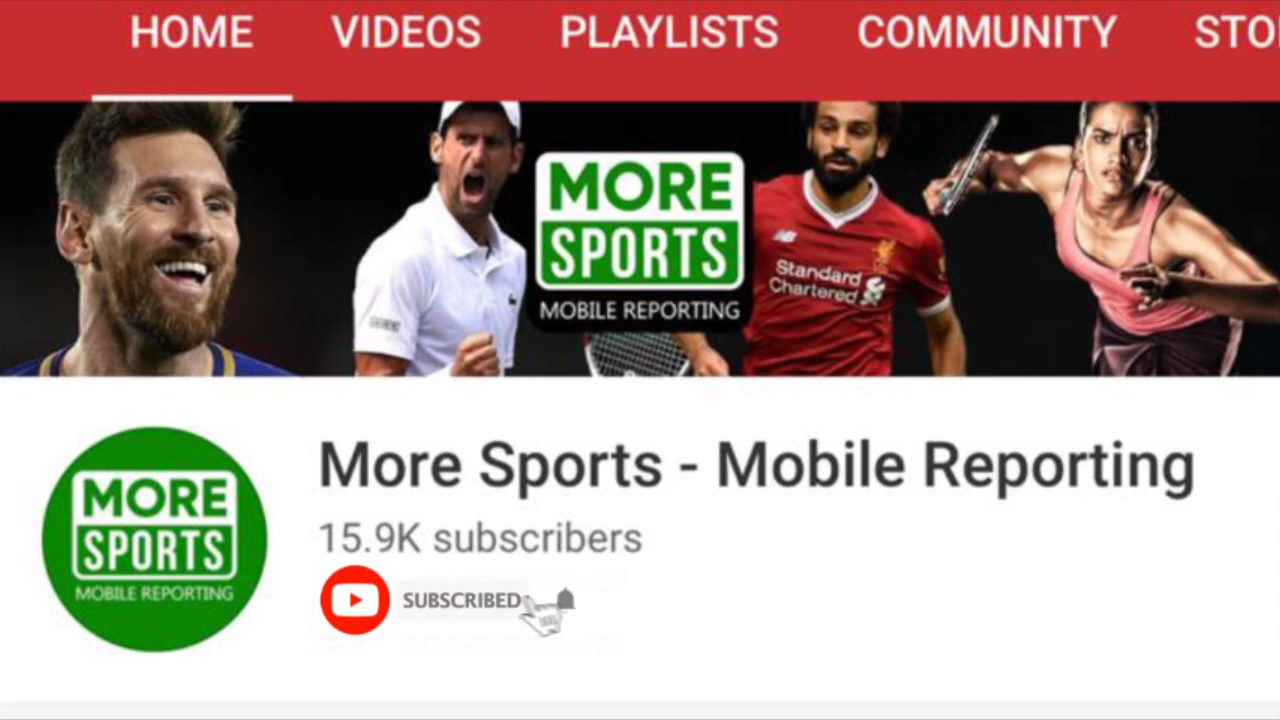 HOME VIDEOS PLAYLISTS COMMUNITY STO
MORE
SPORTS
MOBILE REPORTING
NB
Standard
Chartered
More Sports - Mobile Reporting
15.9K subscribers
MORE
SPORTS
MOBILE REPORTING
SUBSCRIBED